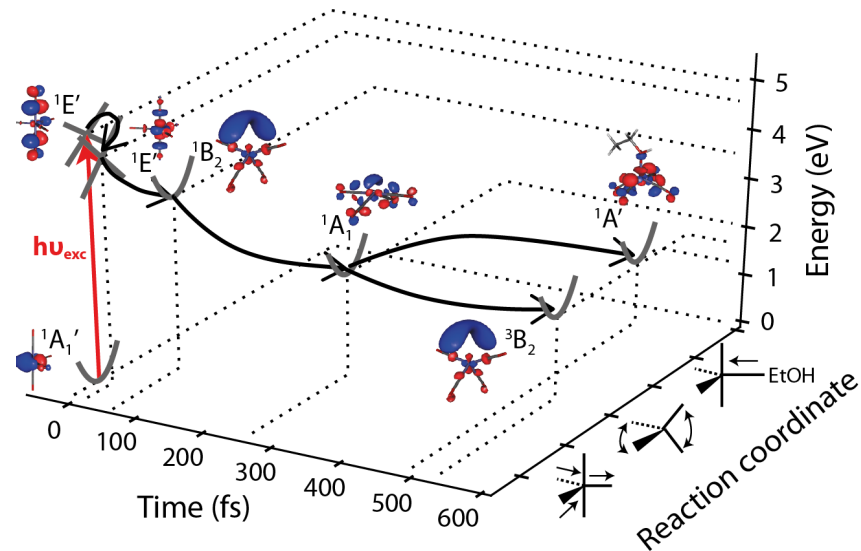 ¹E′
¹E′
¹B₂
¹A₁
¹A′
hυexc
¹A₁′
³B₂
5
4
3
2
1
0
Energy (eV)
0
100
200
300
400
500
600
Time (fs)
EtOH
Reaction coordinate